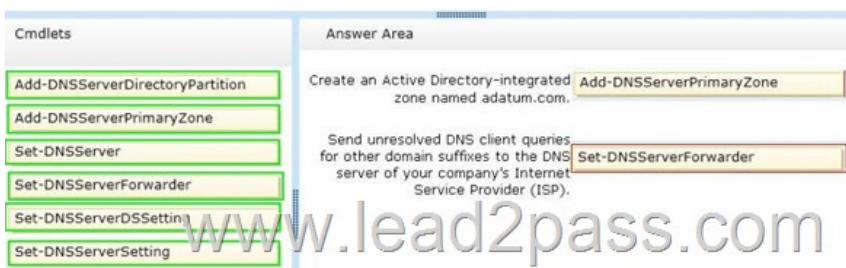 Cmdlets
Answer Area
Add-DNSServerDirectoryPartition
Add-DNSServerPrimaryZone
Set-DNSServer
Set-DNSServerForwarder
Set-DNSServerDSSetting
Set-DNSServerSetting
Create an Active Directory-integrated
zone named adatum.com.
Add-DNSServerPrimaryZone
Send unresolved DNS client queries
for other domain suffixes to the DNS
server of your company's Internet
Service Provider (ISP).
Set-DNSServerForwarder
www.lead2pass.com